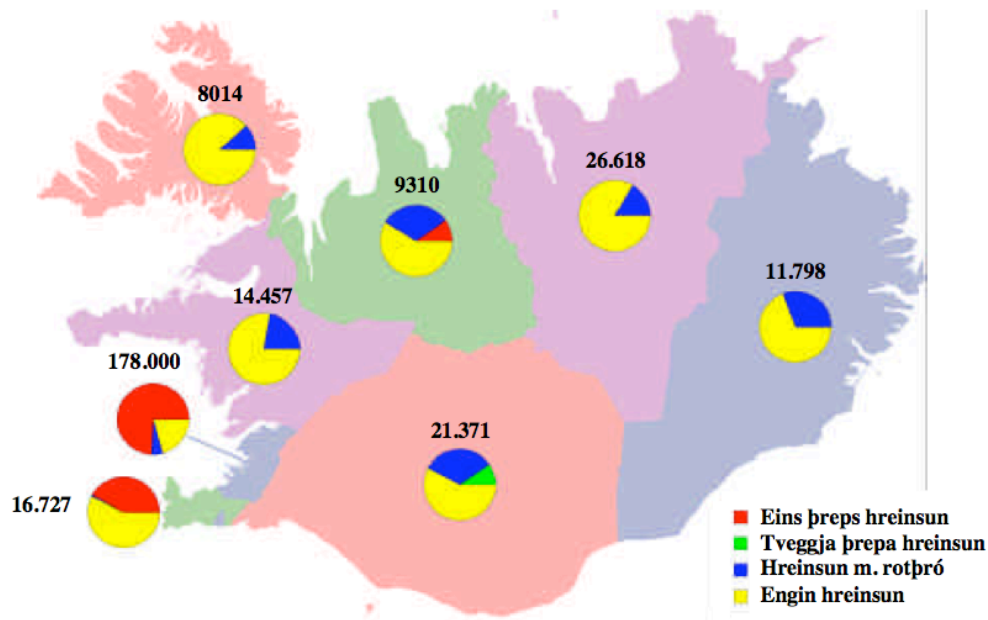 8014
9310
26.618
11.798
14.457
178.000
21.371
16.727
Eins þreps hreinsun
Tveggja þrepa hreinsun
Hreinsun m. rotþró
Engin hreinsun